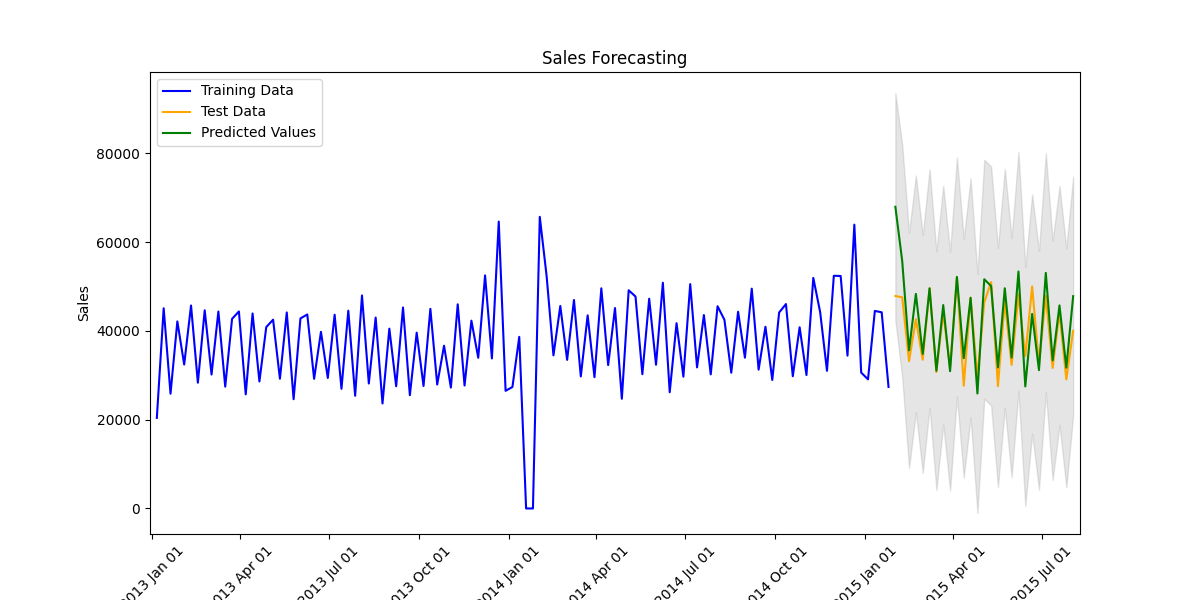 Sales Forecasting
Training Data
Test Data
Predicted Values
Sales
80000
60000
40000
20000
0
2013 Jan 01
2013 Apr 01
2013 Jul 01
2013 Oct 01
2014 Jan 01
2014 Apr 01
2014 Jul 01
2014 Oct 01
2015 Jan 01
2015 Apr 01
2015 Jul 01